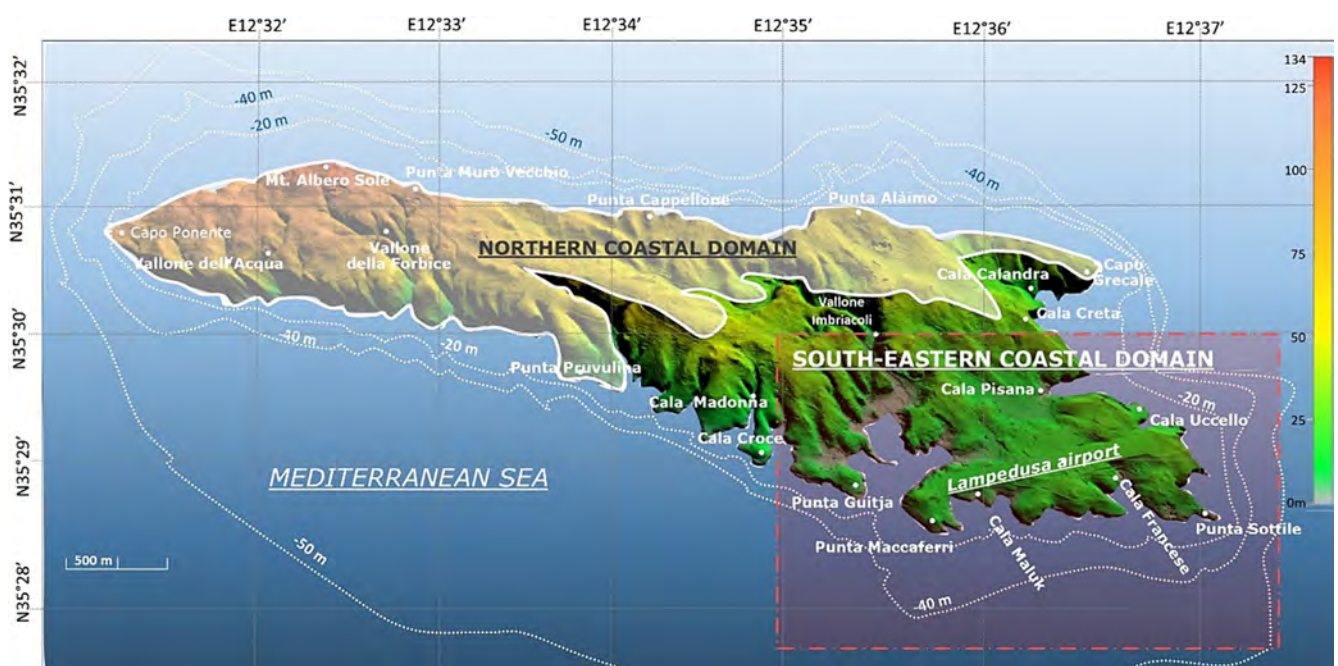 E12°32’
E12°33’
E12°34’
E12°35’
E12°36’
E12°37’
N35°32’
N35°31’
N35°30’
N35°29’
N35°28’
134
125
100
75
50
25
0m
-40 m
-20 m
-50 m
-40 m
Mt. Albero Sole
Punta Muro Vecchio
Punta Cappellone
Punta Alaimo
Capo Ponente
Vallone dell'Acqua
Vallone
della Forbice
NORTHERN COASTAL DOMAIN
Cala Calandra
Capo
Grecale
Vallone
Imbriacoli
Cala Creta
-40 m
-20 m
SOUTH-EASTERN COASTAL DOMAIN
Punta Pruvulina
Cala Pisana
-20 m
Cala Madonna
Cala Uccello
Cala Croce
MEDITERRANEAN SEA
Lampedusa airport
Punta Guitja
Cala Francese
Punta Sottile
Punta Maccaferri
Cala Maluk
-50 m
500 m
-40 m